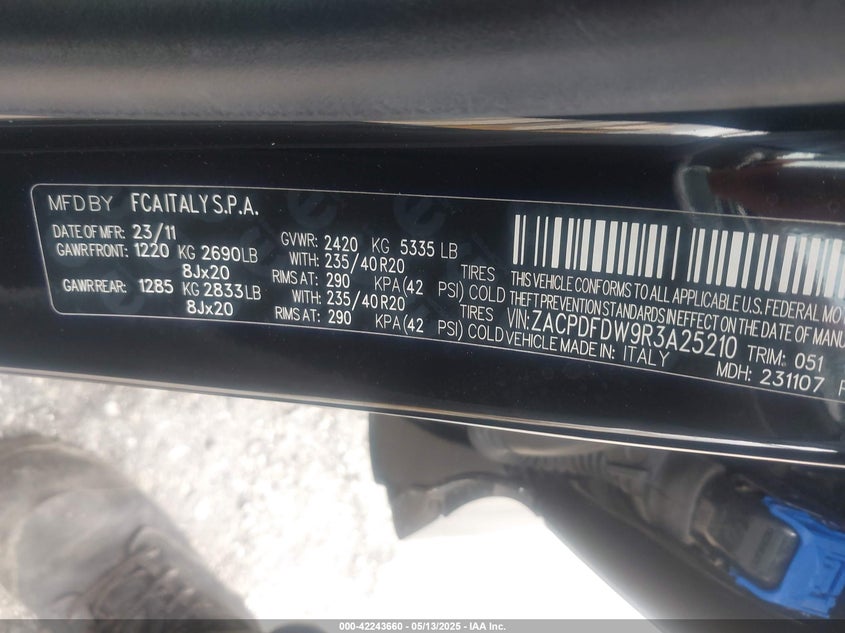 MFD BY FCA ITALY S.P.A.
DATE OF MFR: 23/11 GVWR: 2420 KG 5335 LB
GAWR FRONT: 1220 KG 2690 LB WITH: 235/40 R20 TIRES
8Jx20 RIMS AT: 290 KPA (42 PSI) COLD
GAWR REAR: 1285 KG 2833 LB WITH: 235/40 R20 TIRES
8Jx20 RIMS AT: 290 KPA (42 PSI) COLD
THIS VEHICLE CONFORMS TO ALL APPLICABLE U.S. FEDERAL
THEFT PREVENTION STANDARDS IN EFFECT ON THE DATE OF
VIN: ZACPDFDW9R3A25210 TRIM: 051
VEHICLE MADE IN: ITALY MDH: 231107
000-42243660 - 05/13/2025 - IAA Inc.